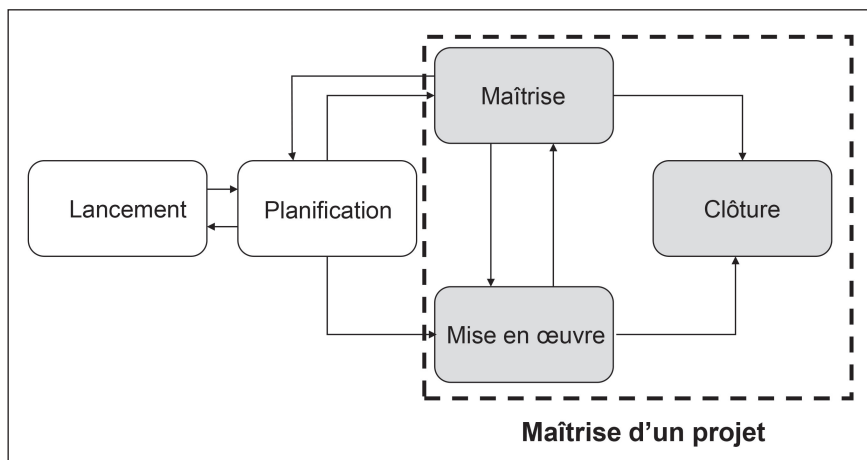 Maîtrise
Lancement
Planification
Clôture
Mise en œuvre
Maîtrise d’un projet